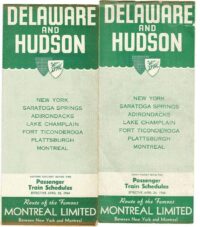 DELAWARE
AND
HUDSON
NEW YORK
SARATOGA SPRINGS
ADIRONDACKS
LAKE CHAMPLAIN
FORT TICONDEROGA
PLATTSBURGH
MONTREAL
Passenger
Train Schedules
Route of the Famous
MONTREAL LIMITED
Between New York and Montreal
DELAWARE
AND
HUDSON
NEW YORK
SARATOGA SPRINGS
ADIRONDACKS
LAKE CHAMPLAIN
FORT TICONDEROGA
PLATTSBURGH
MONTREAL
Passenger
Train Schedules
Route of the Famous
MONTREAL LIMITED
Between New York and Montreal